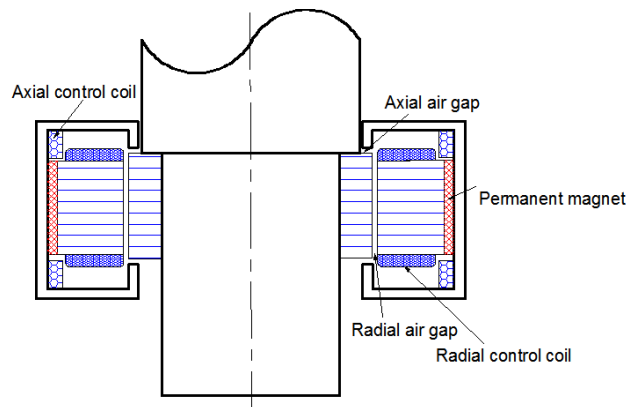 Axial control coil
Axial air gap
Permanent magnet
Radial air gap
Radial control coil